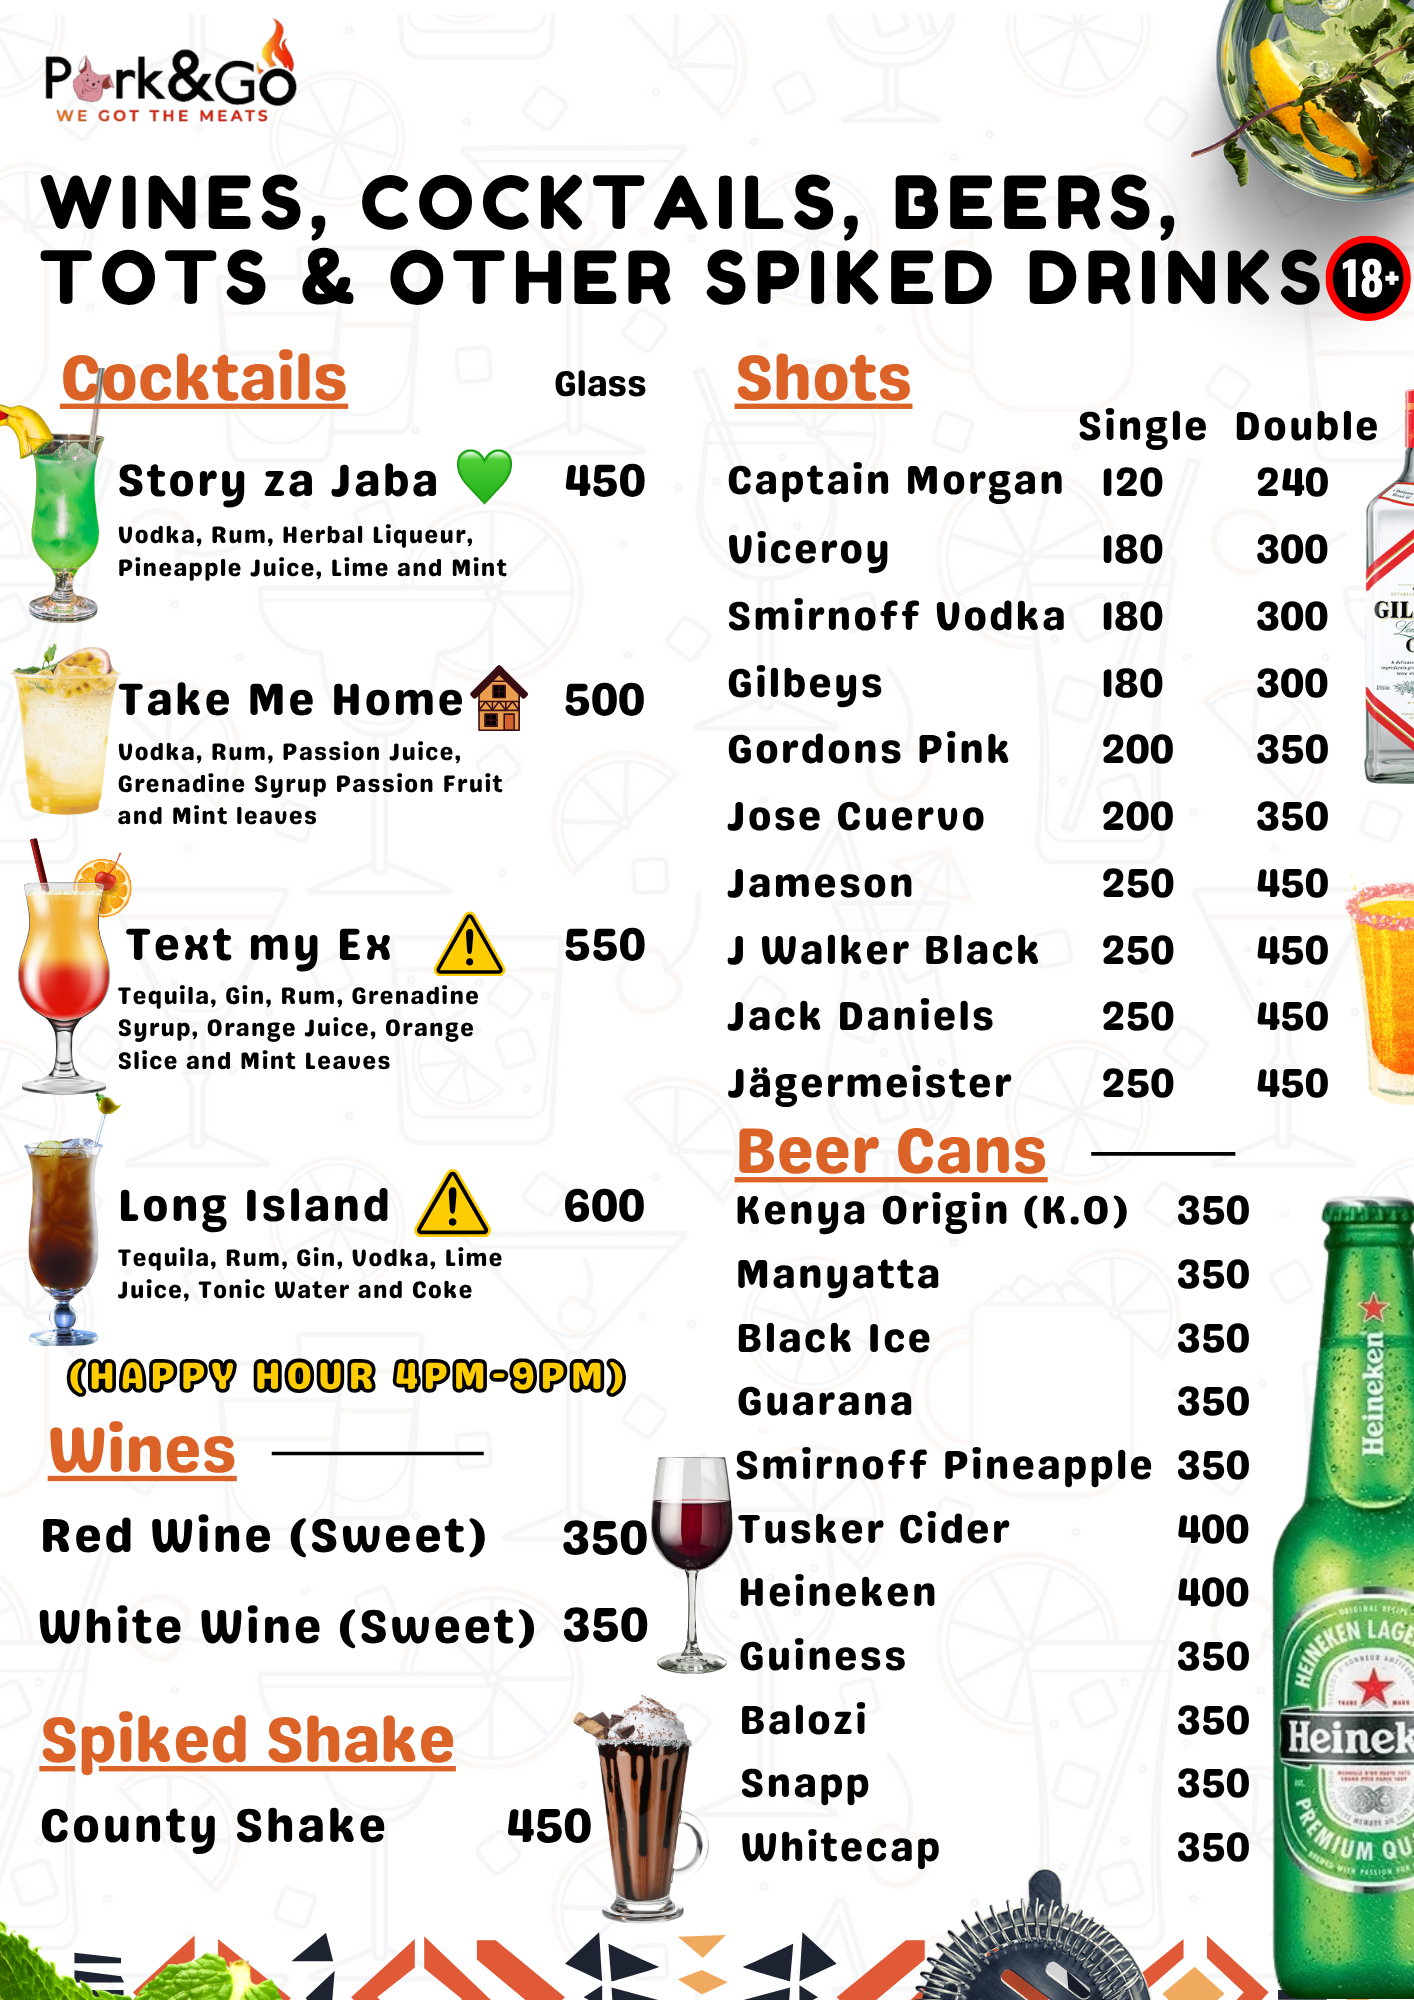 Pork&Go
WE GOT THE MEATS
WINES, COCKTAILS, BEERS,
TOTS & OTHER SPIKED DRINKS
18+
Cocktails
Glass
Story za Jaba 450
Vodka, Rum, Herbal Liqueur,
Pineapple Juice, Lime and Mint
Take Me Home 500
Vodka, Rum, Passion Juice,
Grenadine Syrup Passion Fruit
and Mint leaves
Text my Ex 550
Tequila, Gin, Rum, Grenadine
Syrup, Orange Juice, Orange
Slice and Mint Leaves
Long Island 600
Tequila, Rum, Gin, Vodka, Lime
Juice, Tonic Water and Coke
(HAPPY HOUR 4PM-9PM)
Wines
Red Wine (Sweet) 350
White Wine (Sweet) 350
Spiked Shake
County Shake 450
Shots
Single Double
Captain Morgan 120 240
Viceroy 180 300
Smirnoff Vodka 180 300
Gilbeys 180 300
Gordons Pink 200 350
Jose Cuervo 200 350
Jameson 250 450
J Walker Black 250 450
Jack Daniels 250 450
Jägermeister 250 450
Beer Cans
Kenya Origin (K.O) 350
Manyatta 350
Black Ice 350
Guarana 350
Smirnoff Pineapple 350
Tusker Cider 400
Heineken 400
Guiness 350
Balozi 350
Snapp 350
Whitecap 350
GIL
Heineken
HEINEKEN LAGE
Heinek
PREMIUM QU